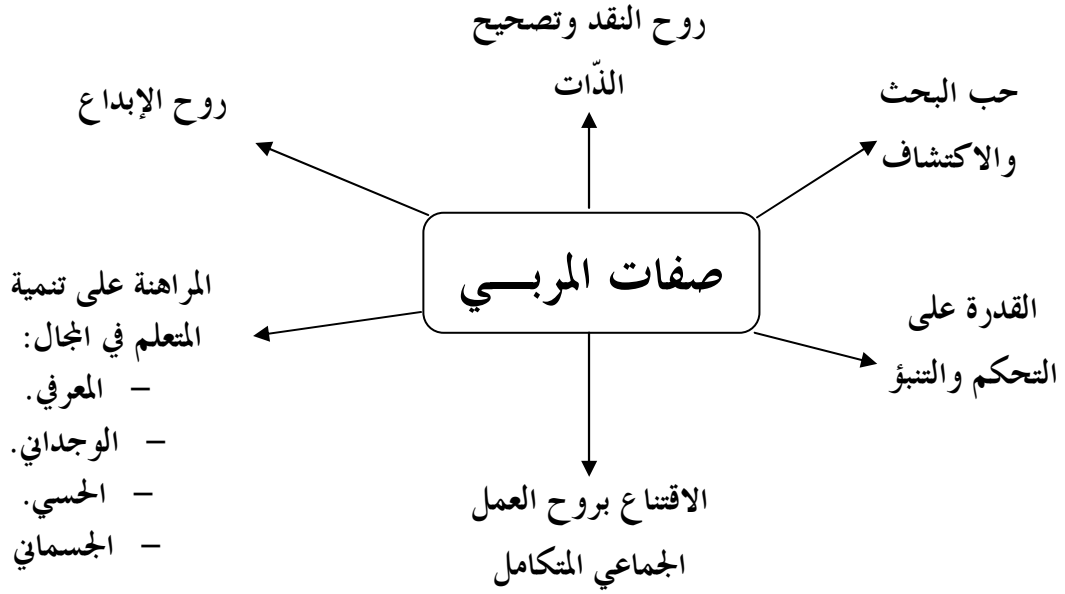 روح النقد وتصحيح
الذّات
حب البحث
والاكتشاف
روح الإبداع
صفات المربـــي
القدرة على
التحكم والتنبؤ
المراهنة على تنمية
المتعلم في المجال:
– المعرفي.
– الوجداني.
– الحسي.
– الجسماني
الاقتناع بروح العمل
الجماعي المتكامل